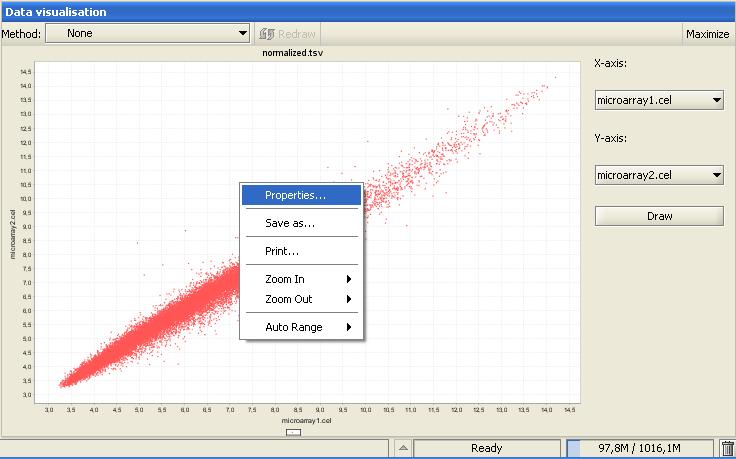 Data visualisation
Method: None Redraw Maximize
normalized.tsv
X-axis:
microarray1.cel
Y-axis:
microarray2.cel
Draw
14,5
14,0
13,5
13,0
12,5
12,0
11,5
11,0
10,5
10,0
9,5
9,0
8,5
8,0
7,5
7,0
6,5
6,0
5,5
5,0
4,5
4,0
3,5
3,0
microarray2.cel
Properties...
Save as...
Print...
Zoom In
Zoom Out
Auto Range
3,0 3,5 4,0 4,5 5,0 5,5 6,0 6,5 7,0 7,5 8,0 8,5 9,0 9,5 10,0 10,5 11,0 11,5 12,0 12,5 13,0 13,5 14,0 14,5
microarray1.cel
Ready 97,8M / 1016,1M